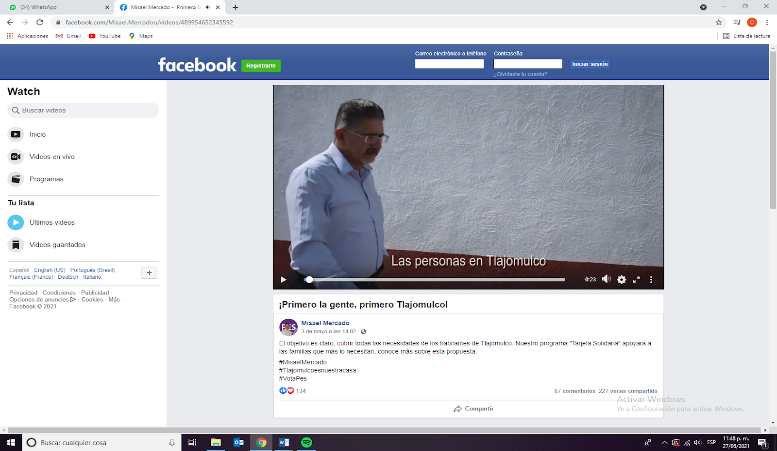 (34) WhatsApp
Misael Mercado - Primero la
facebook.com/Misael.Mercadoo/videos/489954652345592
Aplicaciones Gmail YouTube Maps
Lista de lectura
facebook
Registrarte
Correo electrónico o teléfono Contraseña
Iniciar sesión
¿Olvidaste tu cuenta?
Watch
Buscar videos
Inicio
Videos en vivo
Programas
Tu lista
Últimos videos
Videos guardados
Español · English (US) · Português (Brasil) ·
Français (France) · Deutsch · Italiano
Privacidad · Condiciones · Publicidad ·
Opciones de anuncios · Cookies · Más ·
Facebook © 2021
Las personas en Tlajomulco
0:23
¡Primero la gente, primero Tlajomulco!
PES
Misael Mercado
3 de mayo a las 14:02 ·
El objetivo es claro, cubrir todas las necesidades de los habitantes de Tlajomulco. Nuestro programa "Tarjeta Solidaria" apoyará a
las familias que más lo necesitan, conoce más sobre esta propuesta.
#MisaelMercado
#Tlajomulcoesnuestracasa
#VotaPes
134
67 comentarios 227 veces compartido
Compartir
Activar Windows
Ve a Configuración para activar Windows.
Buscar cualquier cosa
ESP
11:48 p. m.
27/05/2021